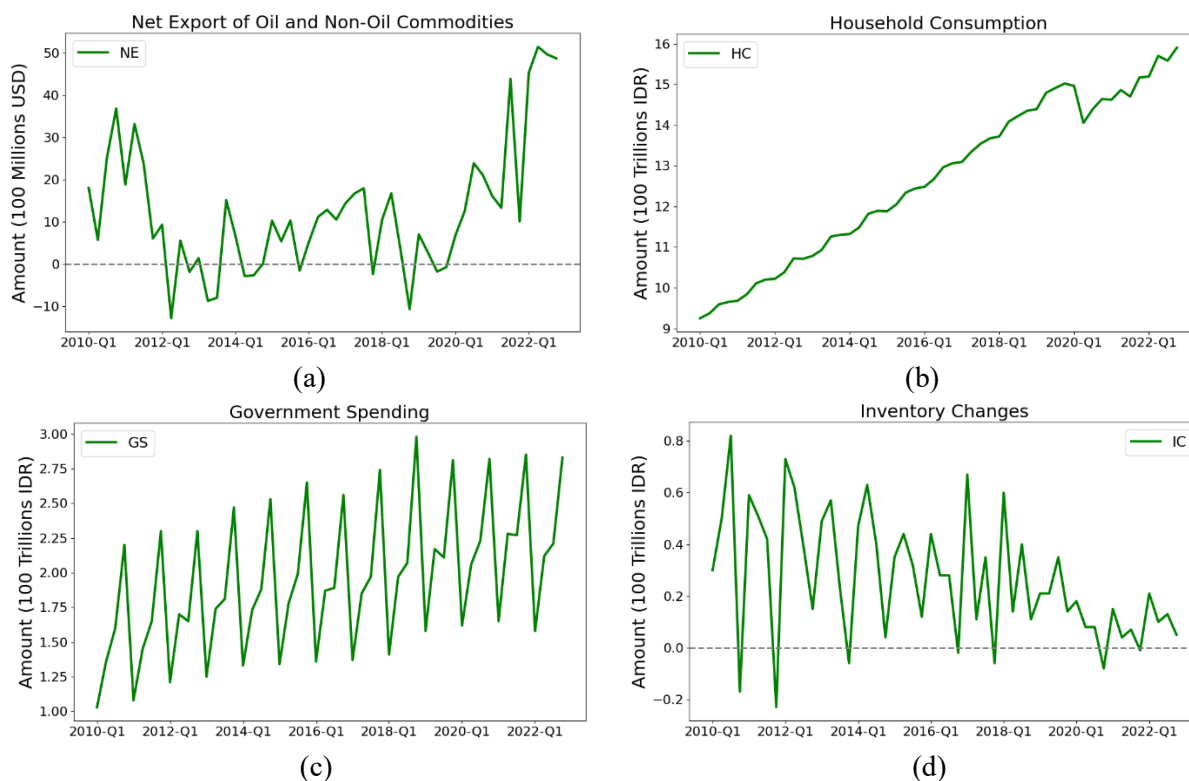 Net Export of Oil and Non-Oil Commodities
NE
Amount (100 Millions USD)
50
40
30
20
10
0
−10
2010-Q1 2012-Q1 2014-Q1 2016-Q1 2018-Q1 2020-Q1 2022-Q1
(a)
Household Consumption
HC
Amount (100 Trillions IDR)
16
15
14
13
12
11
10
9
2010-Q1 2012-Q1 2014-Q1 2016-Q1 2018-Q1 2020-Q1 2022-Q1
(b)
Government Spending
GS
Amount (100 Trillions IDR)
3.00
2.75
2.50
2.25
2.00
1.75
1.50
1.25
1.00
2010-Q1 2012-Q1 2014-Q1 2016-Q1 2018-Q1 2020-Q1 2022-Q1
(c)
Inventory Changes
IC
Amount (100 Trillions IDR)
0.8
0.6
0.4
0.2
0.0
−0.2
2010-Q1 2012-Q1 2014-Q1 2016-Q1 2018-Q1 2020-Q1 2022-Q1
(d)